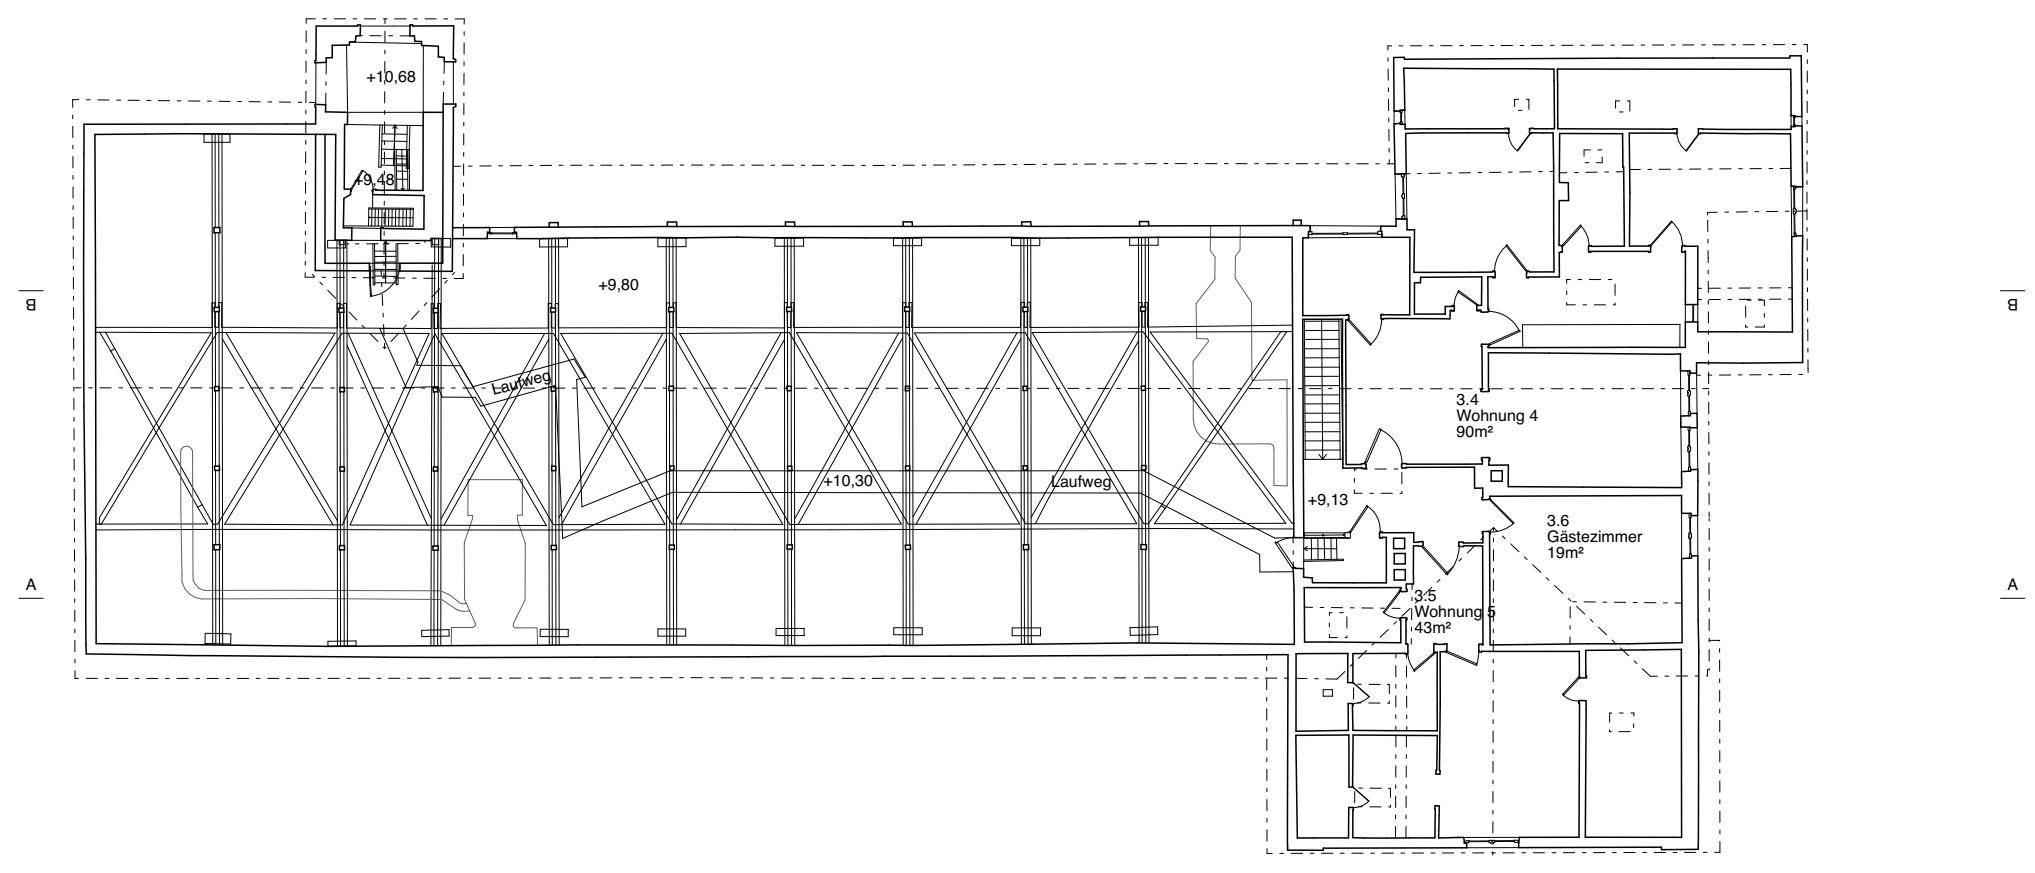 +10,68
+9,48
+9,80
B
B
Laufweg
3.4
Wohnung 4
90m²
+10,30
Laufweg
+9,13
3.6
Gästezimmer
19m²
A
A
3.5
Wohnung 5
43m²